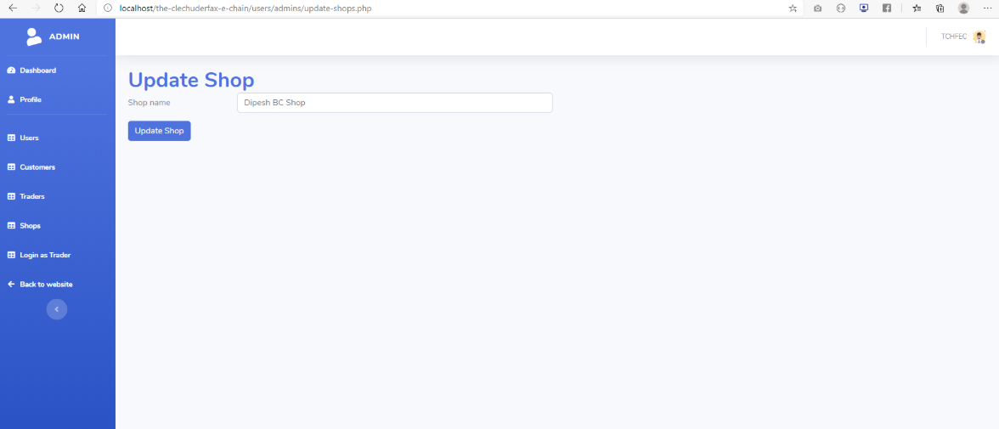 localhost/the-clechuderfax-e-chain/users/admins/update-shops.php
ADMIN
TCHFEC
Dashboard
Profile
Users
Customers
Traders
Shops
Login as Trader
Back to website
Update Shop
Shop name
Dipesh BC Shop
Update Shop